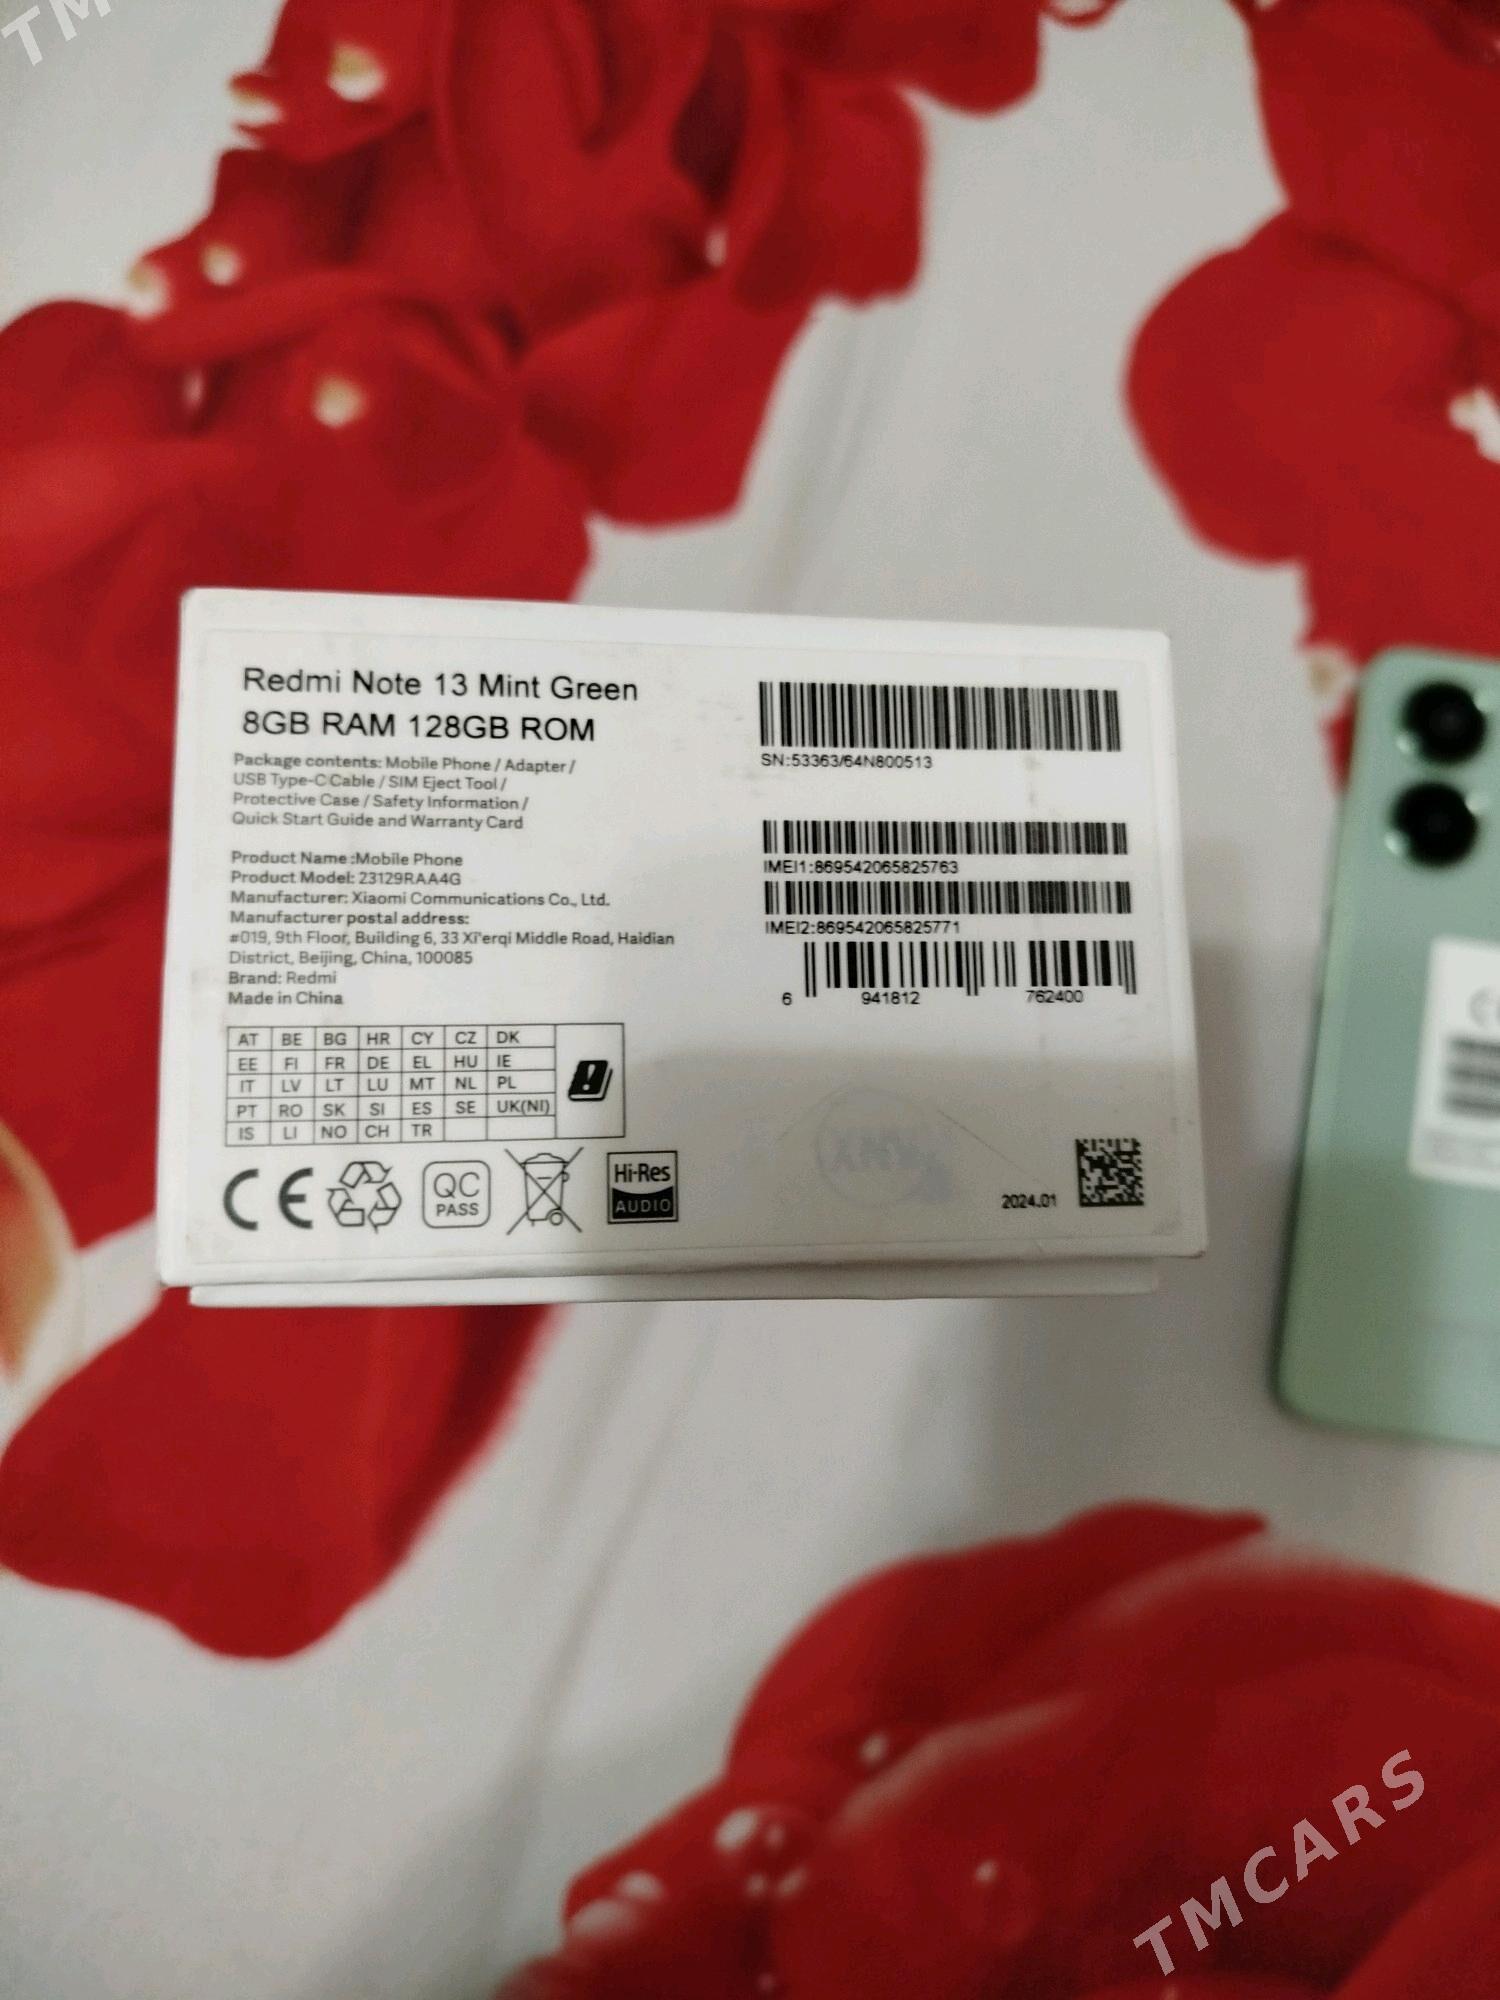 TM
Redmi Note 13 Mint Green
8GB RAM 128GB ROM
Package contents: Mobile Phone / Adapter /
USB Type-C Cable / SIM Eject Tool /
Protective Case / Safety Information /
Quick Start Guide and Warranty Card
Product Name :Mobile Phone
Product Model: 23129RAA4G
Manufacturer: Xiaomi Communications Co., Ltd.
Manufacturer postal address:
#019, 9th Floor, Building 6, 33 Xi'erqi Middle Road, Haidian
District, Beijing, China, 100085
Brand: Redmi
Made in China
AT BE BG HR CY CZ DK
EE FI FR DE EL HU IE
IT LV LT LU MT NL PL
PT RO SK SI ES SE UK(NI)
IS LI NO CH TR
CE
QC
PASS
Hi-Res
AUDIO
SN:53363/64N800513
IMEI1:869542065825763
IMEI2:869542065825771
6 941812 762400
2024.01
TMCARS